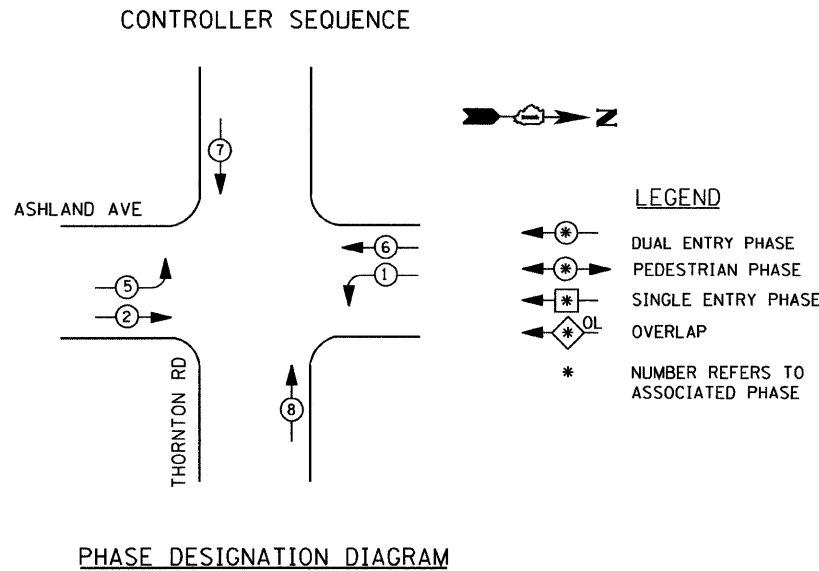 CONTROLLER SEQUENCE
7
N
ASHLAND AVE
6
1
5
2
THORNTON RD
8
LEGEND
* DUAL ENTRY PHASE
* PEDESTRIAN PHASE
* SINGLE ENTRY PHASE
* OL OVERLAP
* NUMBER REFERS TO
ASSOCIATED PHASE
PHASE DESIGNATION DIAGRAM